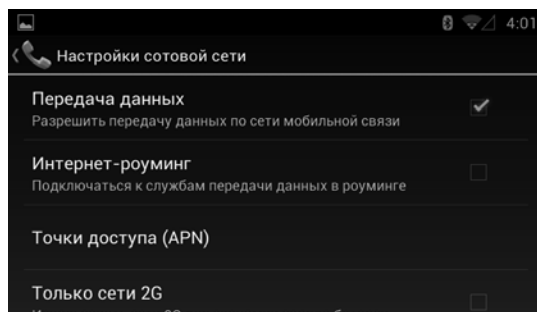 4:01
Настройки сотовой сети
Передача данных
Разрешить передачу данных по сети мобильной связи
Интернет-роуминг
Подключаться к службам передачи данных в роуминге
Точки доступа (APN)
Только сети 2G